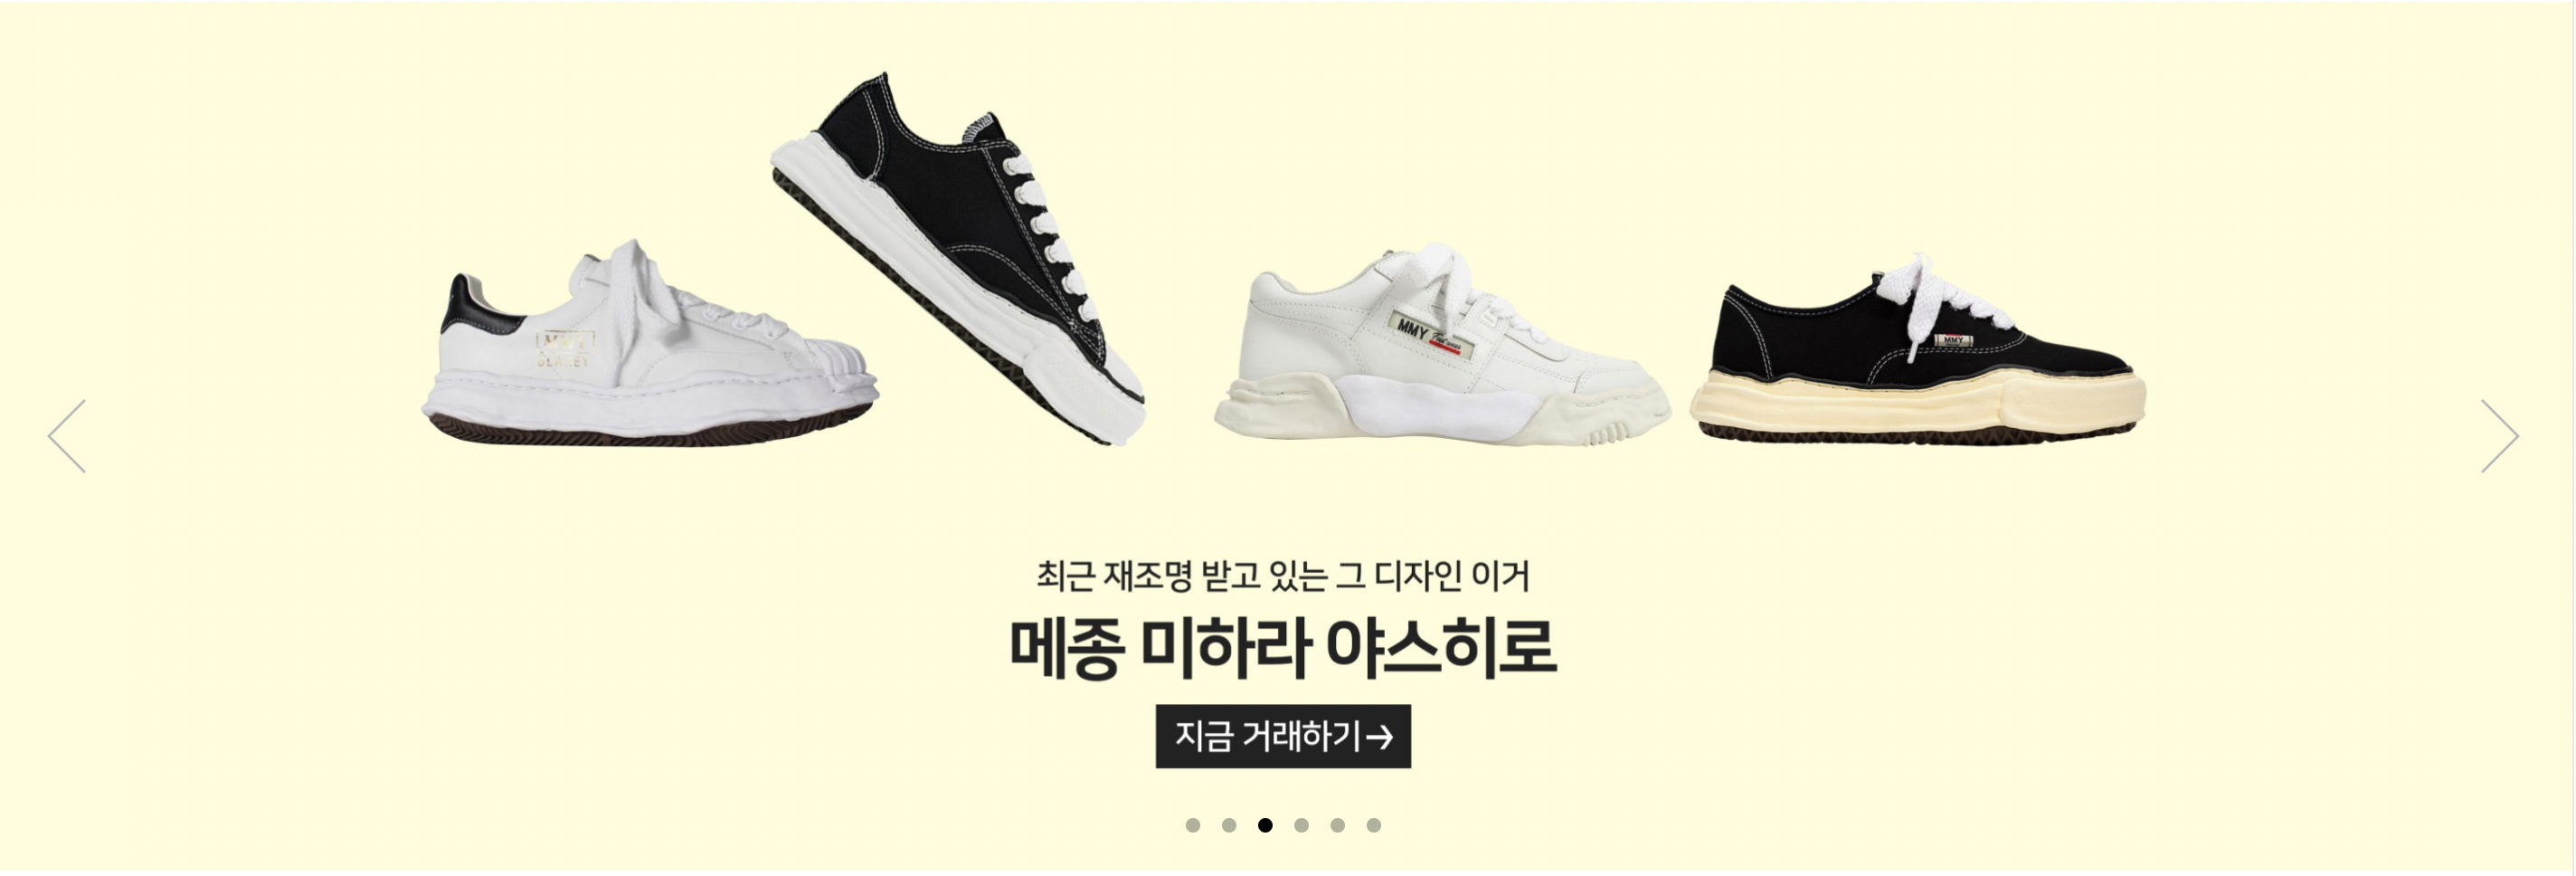 MMY
BLAKEY
MMY Footwear
MMY
최근 재조명 받고 있는 그 디자인 이거
메종 미하라 야스히로
지금 거래하기→